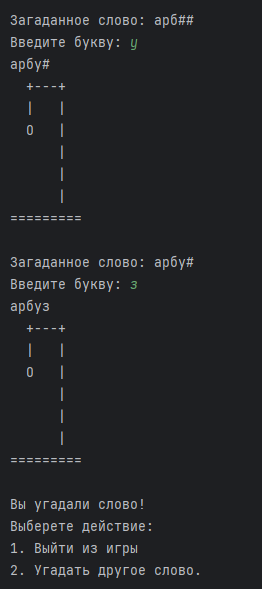 Загаданное слово: арб##
Введите букву: у
арбу#
  +---+
  |   |
  O   |
      |
      |
      |
=========

Загаданное слово: арбу#
Введите букву: з
арбуз
  +---+
  |   |
  O   |
      |
      |
      |
=========

Вы угадали слово!
Выберете действие:
1. Выйти из игры
2. Угадать другое слово.